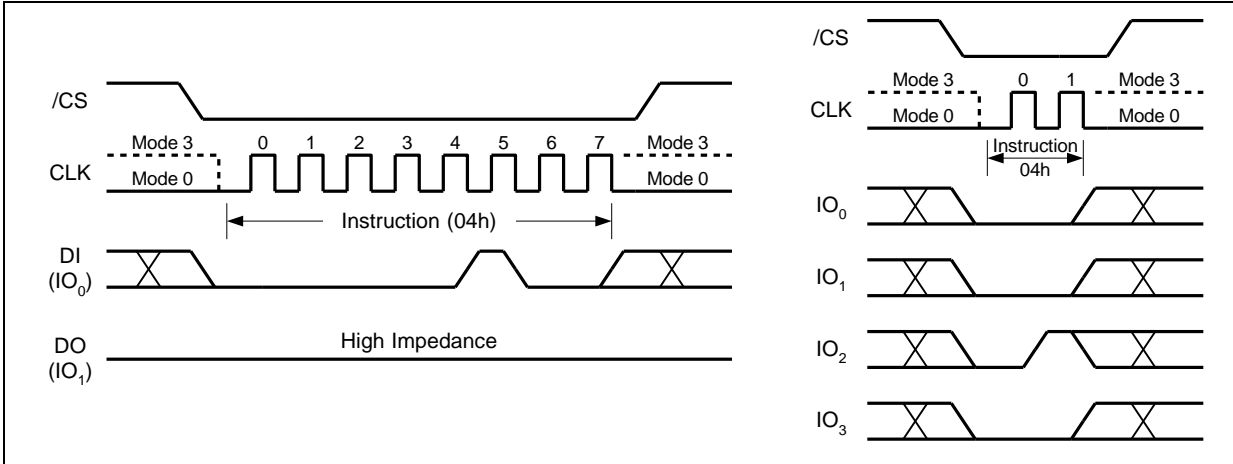 /CS
Mode 3 0 1 2 3 4 5 6 7 Mode 3
CLK
Mode 0 Mode 0
Instruction (04h)
DI
(IO0)
High Impedance
DO
(IO1)
/CS
Mode 3 0 1 Mode 3
CLK
Mode 0 Mode 0
Instruction
04h
IO0
IO1
IO2
IO3